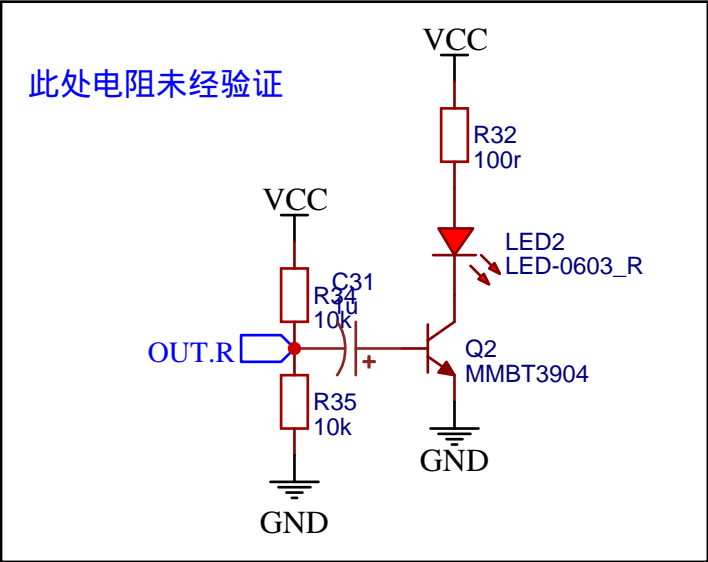 VCC
此处电阻未经验证
R32
100r
VCC
LED2
LED-0603_R
C31
1u
R34
10k
OUT.R
+
Q2
MMBT3904
R35
10k
GND
GND